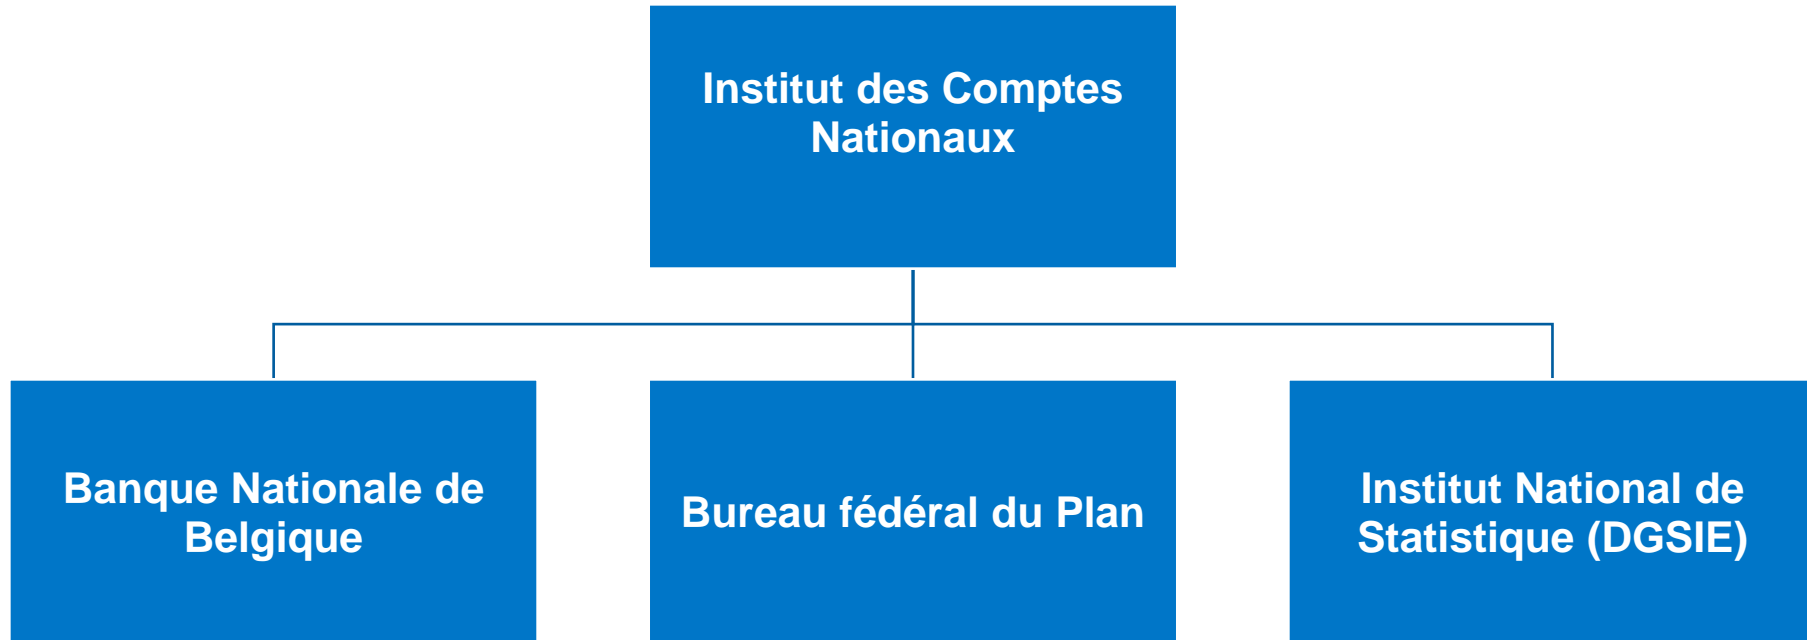 Institut des Comptes
Nationaux
Banque Nationale de
Belgique
Bureau fédéral du Plan
Institut National de
Statistique (DGSIE)